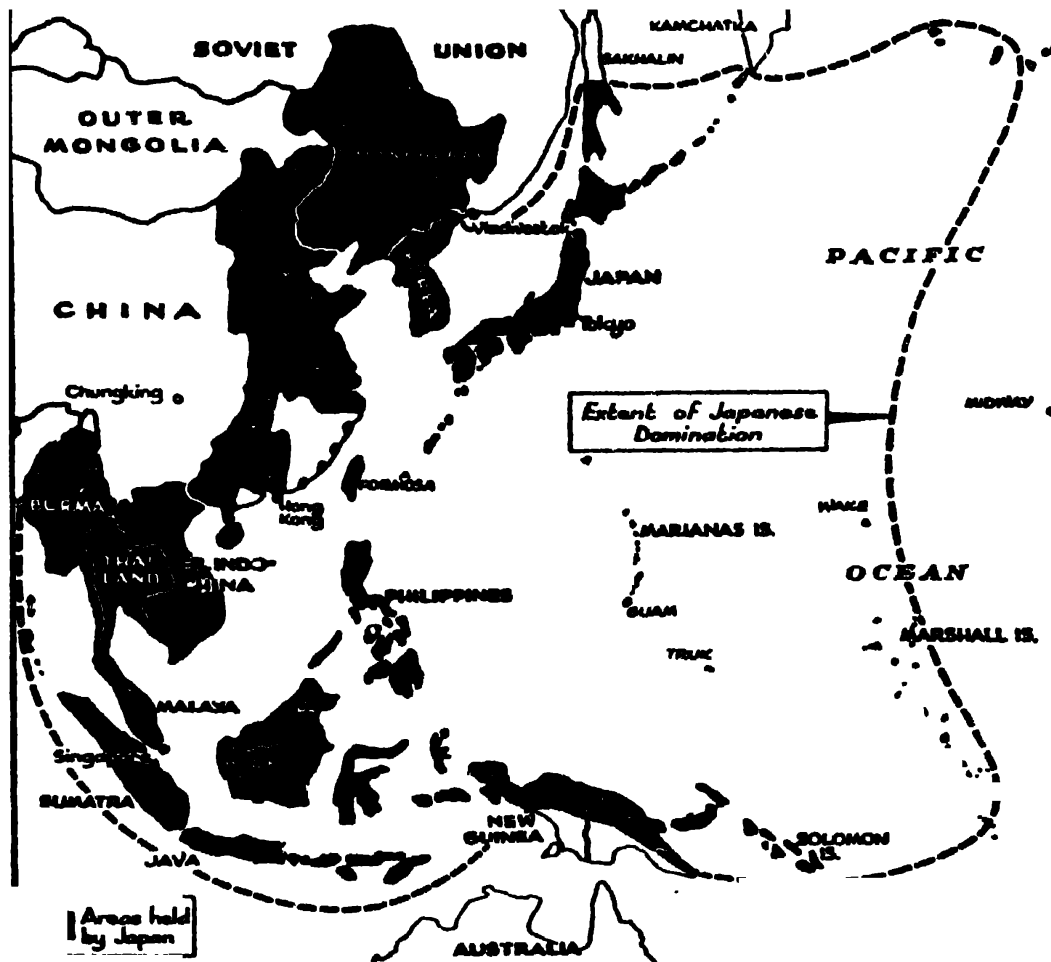 KAMCHATKA
SOVIET UNION
SAKHALIN
OUTER
MONGOLIA
Vladivostok
PACIFIC
JAPAN
CHINA
Tokyo
Chungking
Extent of Japanese
Domination
MIDWAY
FORMOSA
BURMA
Hong
Kong
WAKE
MARIANAS IS.
THAI
LAND
INDO-
CHINA
OCEAN
PHILIPPINES
GUAM
MARSHALL IS.
TRUK
MALAYA
Singapore
SUMATRA
NEW
GUINEA
SOLOMON
IS.
JAVA
Areas held
by Japan
AUSTRALIA